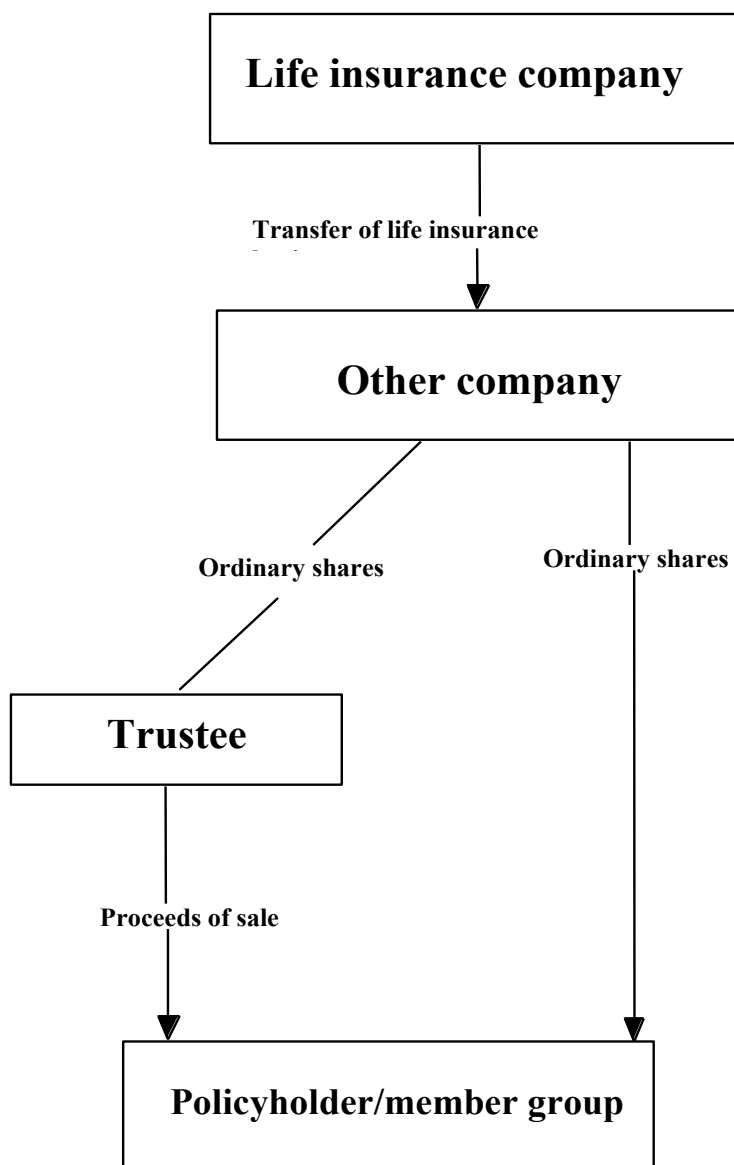 Life insurance company
Transfer of life insurance
Other company
Ordinary shares
Ordinary shares
Trustee
Proceeds of sale
Policyholder/member group